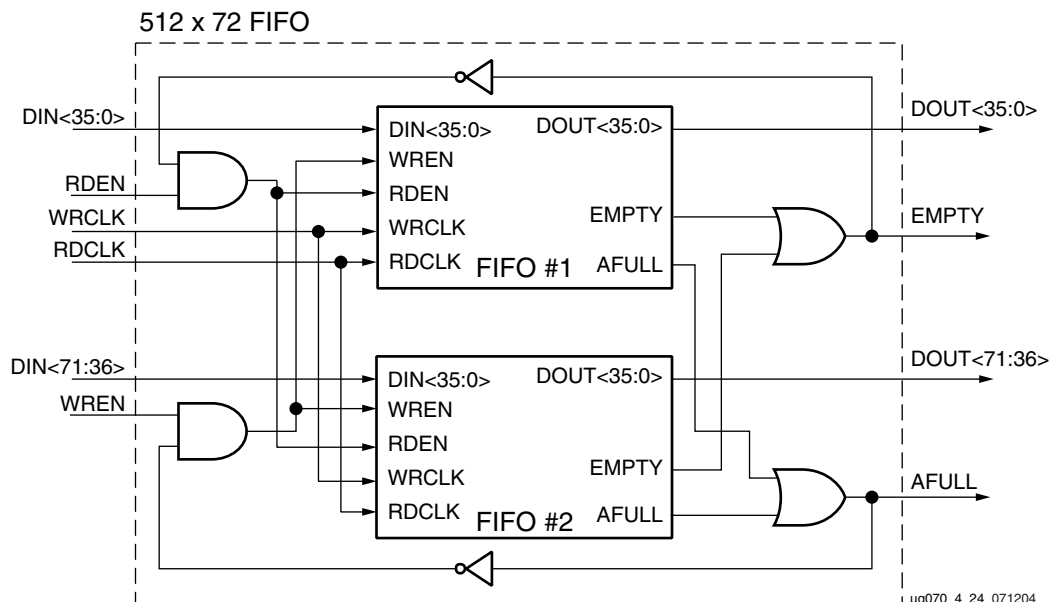 512 x 72 FIFO
DIN<35:0>
RDEN
WRCLK
RDCLK
DIN<35:0>
WREN
RDEN
WRCLK
RDCLK
DOUT<35:0>
EMPTY
AFULL
FIFO #1
DOUT<35:0>
EMPTY
DIN<71:36>
WREN
DIN<35:0>
WREN
RDEN
WRCLK
RDCLK
DOUT<35:0>
EMPTY
AFULL
FIFO #2
DOUT<71:36>
AFULL
ug070_4_24_071204